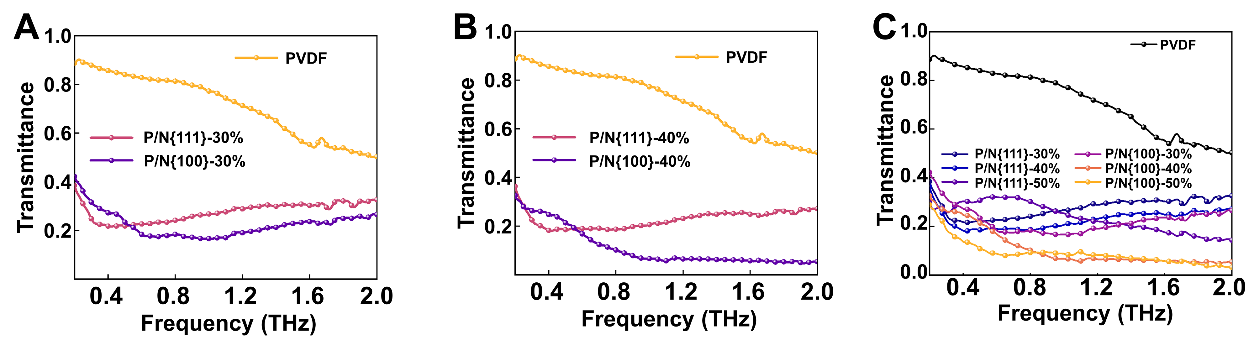 A
Transmittance
1.0
0.8
0.6
0.4
0.2
PVDF
P/N{111}-30%
P/N{100}-30%
0.4 0.8 1.2 1.6 2.0
Frequency (THz)
B
Transmittance
1.0
0.8
0.6
0.4
0.2
PVDF
P/N{111}-40%
P/N{100}-40%
0.4 0.8 1.2 1.6 2.0
Frequency (THz)
C
Transmittance
1.0
0.8
0.6
0.4
0.2
0.0
PVDF
P/N{111}-30% P/N{100}-30%
P/N{111}-40% P/N{100}-40%
P/N{111}-50% P/N{100}-50%
0.4 0.8 1.2 1.6 2.0
Frequency (THz)